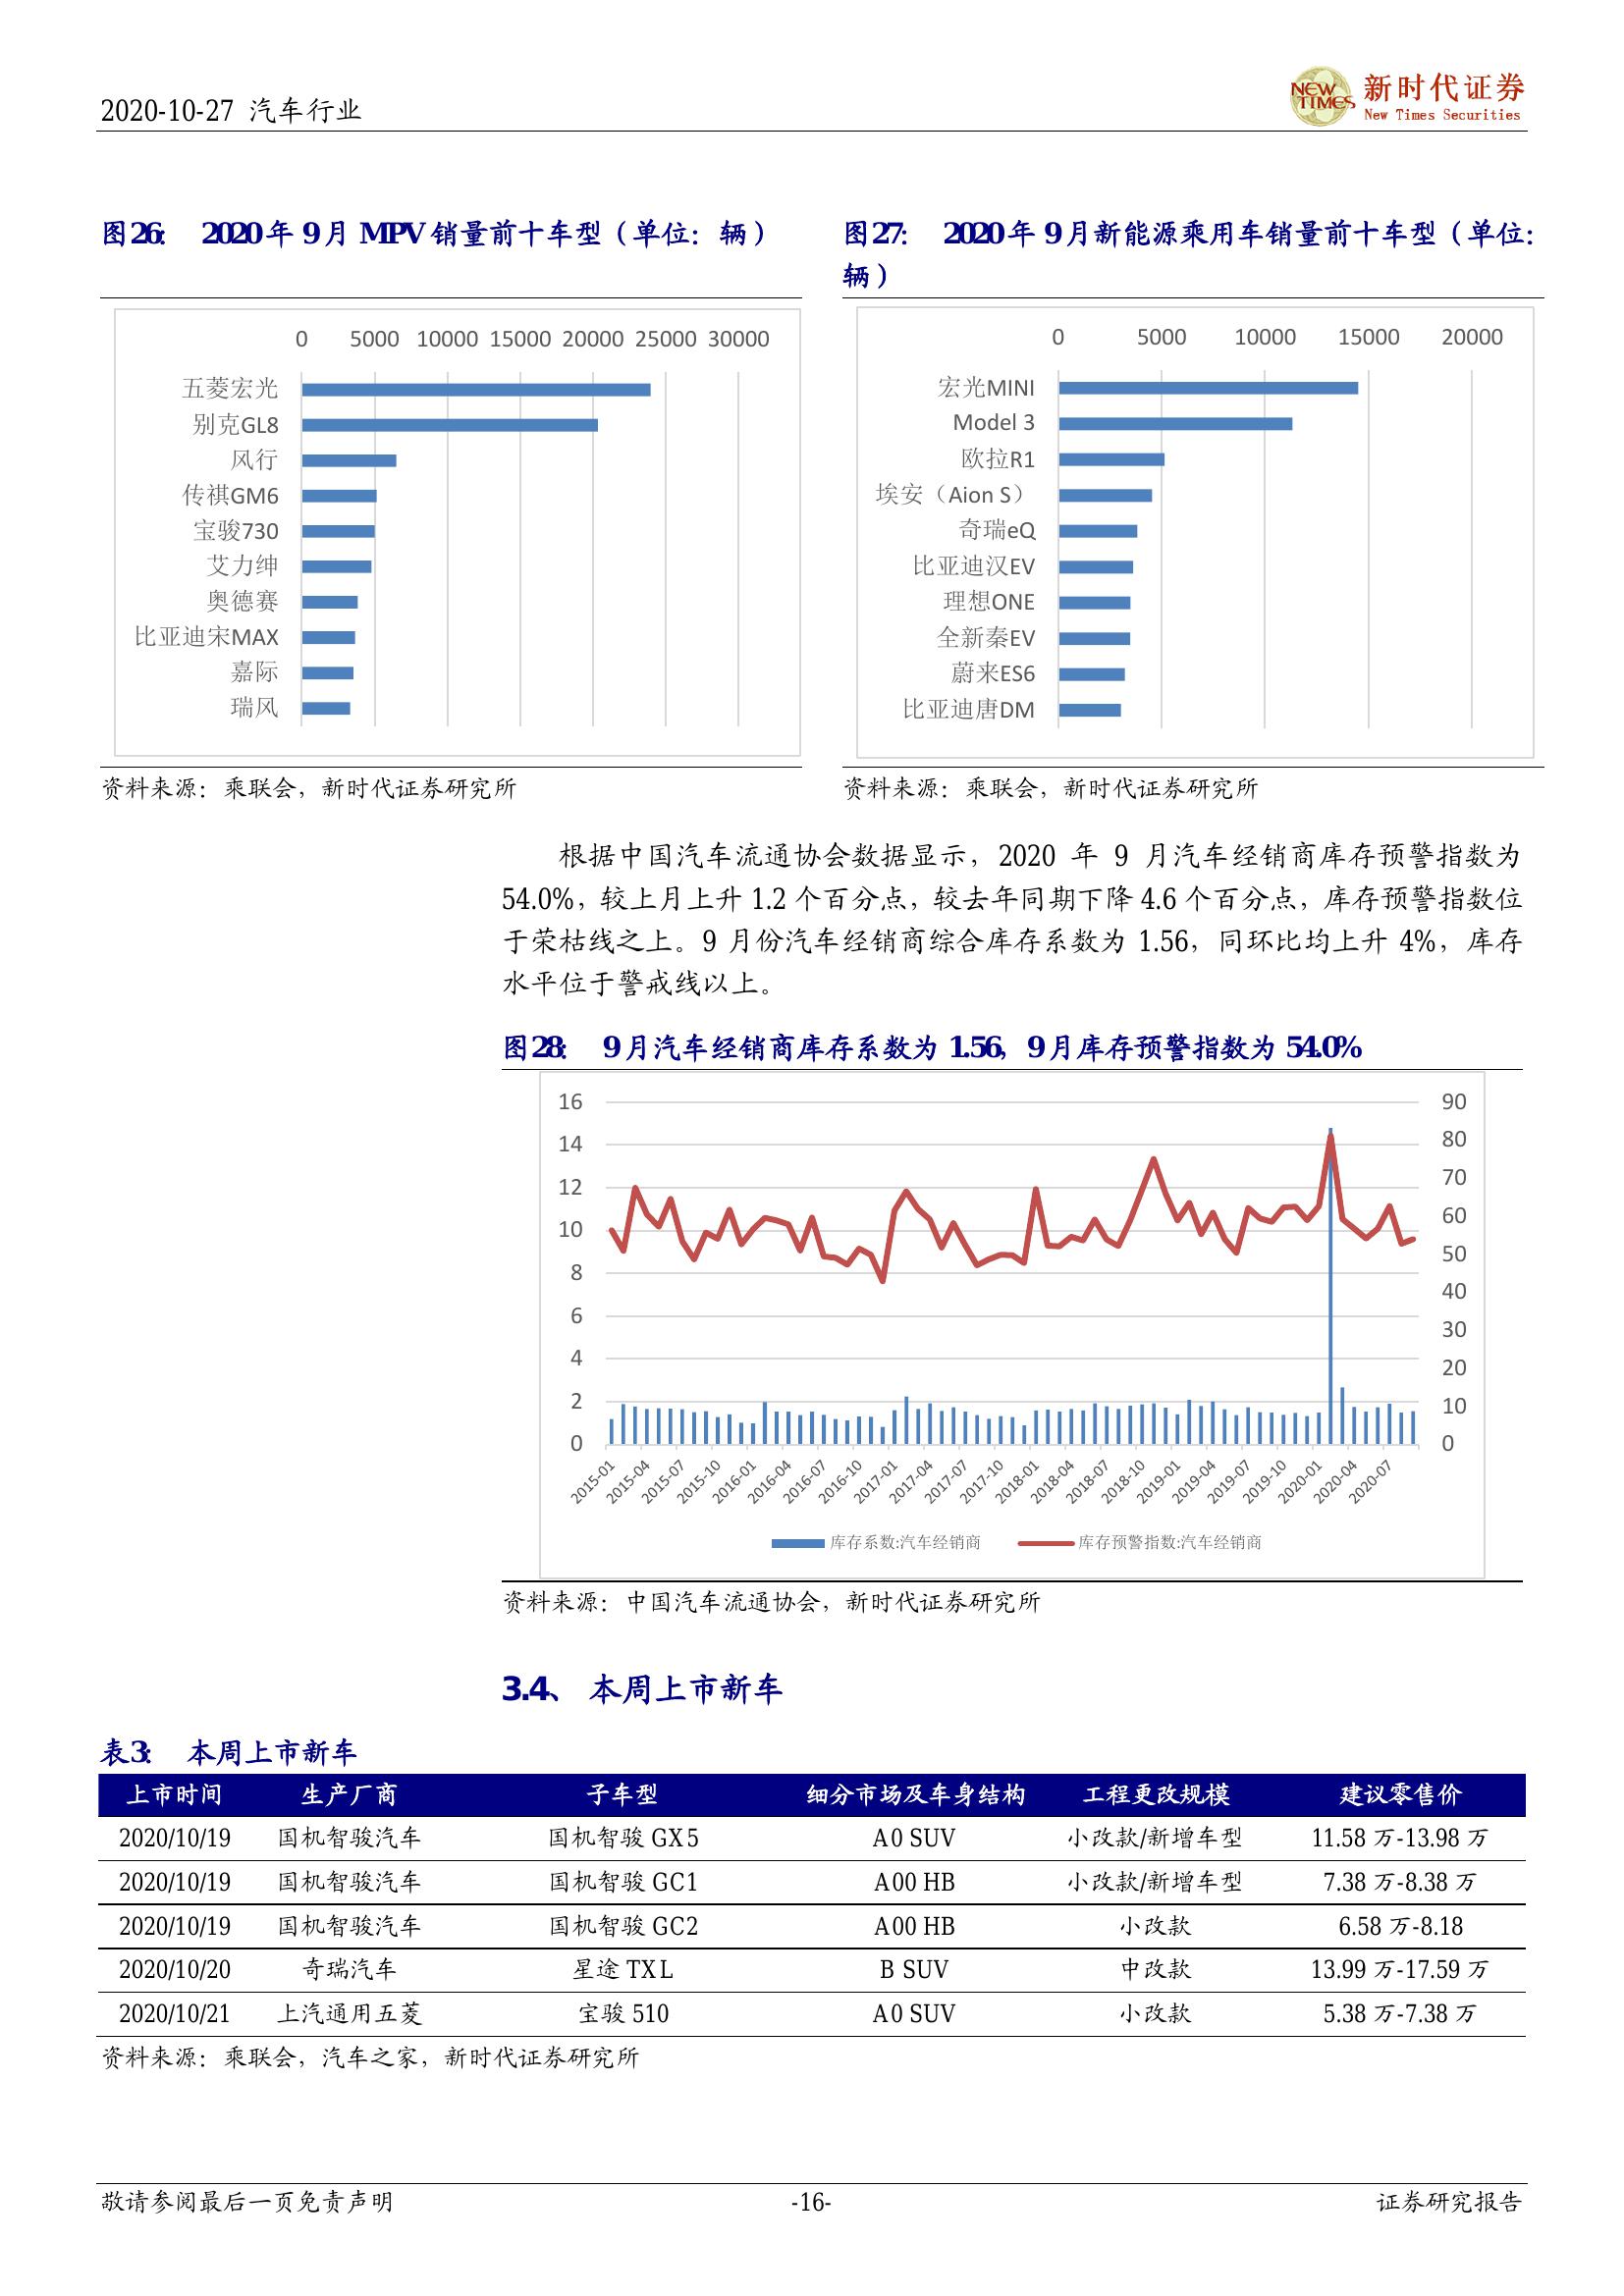 2020-10-27 汽车行业
NEW TIMES
新时代证券
New Times Securities
图26: 2020年9月MPV销量前十车型（单位：辆）
0 5000 10000 15000 20000 25000 30000
五菱宏光
别克GL8
风行
传祺GM6
宝骏730
艾力绅
奥德赛
比亚迪宋MAX
嘉际
瑞风
资料来源：乘联会，新时代证券研究所
图27: 2020年9月新能源乘用车销量前十车型（单位：
辆）
0 5000 10000 15000 20000
宏光MINI
Model 3
欧拉R1
埃安（Aion S）
奇瑞eQ
比亚迪汉EV
理想ONE
全新秦EV
蔚来ES6
比亚迪唐DM
资料来源：乘联会，新时代证券研究所
根据中国汽车流通协会数据显示，2020 年 9 月汽车经销商库存预警指数为
54.0%，较上月上升 1.2 个百分点，较去年同期下降 4.6 个百分点，库存预警指数位
于荣枯线之上。9 月份汽车经销商综合库存系数为 1.56，同环比均上升 4%，库存
水平位于警戒线以上。
图28: 9月汽车经销商库存系数为 1.56，9月库存预警指数为 54.0%
16 90
14 80
12 70
10 60
8 50
6 40
4 30
2 20
0 10
0
2015-01 2015-04 2015-07 2015-10 2016-01 2016-04 2016-07 2016-10 2017-01 2017-04 2017-07 2017-10 2018-01 2018-04 2018-07 2018-10 2019-01 2019-04 2019-07 2019-10 2020-01 2020-04 2020-07
库存系数:汽车经销商 库存预警指数:汽车经销商
资料来源：中国汽车流通协会，新时代证券研究所
3.4、 本周上市新车
表3: 本周上市新车
上市时间 生产厂商 子车型 细分市场及车身结构 工程更改规模 建议零售价
2020/10/19 国机智骏汽车 国机智骏 GX5 A0 SUV 小改款/新增车型 11.58 万-13.98 万
2020/10/19 国机智骏汽车 国机智骏 GC1 A00 HB 小改款/新增车型 7.38 万-8.38 万
2020/10/19 国机智骏汽车 国机智骏 GC2 A00 HB 小改款 6.58 万-8.18
2020/10/20 奇瑞汽车 星途 TXL B SUV 中改款 13.99 万-17.59 万
2020/10/21 上汽通用五菱 宝骏 510 A0 SUV 小改款 5.38 万-7.38 万
资料来源：乘联会，汽车之家，新时代证券研究所
敬请参阅最后一页免责声明 -16- 证券研究报告